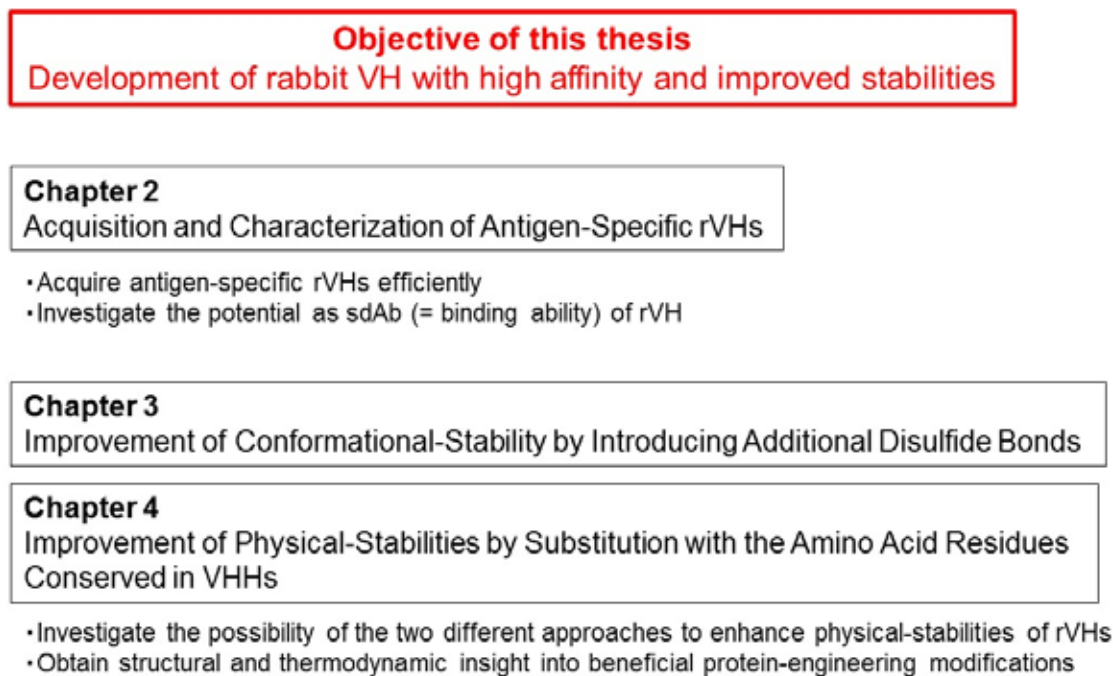 Objective of this thesis
Development of rabbit VH with high affinity and improved stabilities
Chapter 2
Acquisition and Characterization of Antigen-Specific rVHs
・Acquire antigen-specific rVHs efficiently
・Investigate the potential as sdAb (= binding ability) of rVH
Chapter 3
Improvement of Conformational-Stability by Introducing Additional Disulfide Bonds
Chapter 4
Improvement of Physical-Stabilities by Substitution with the Amino Acid Residues
Conserved in VHHs
・Investigate the possibility of the two different approaches to enhance physical-stabilities of rVHs
・Obtain structural and thermodynamic insight into beneficial protein-engineering modifications